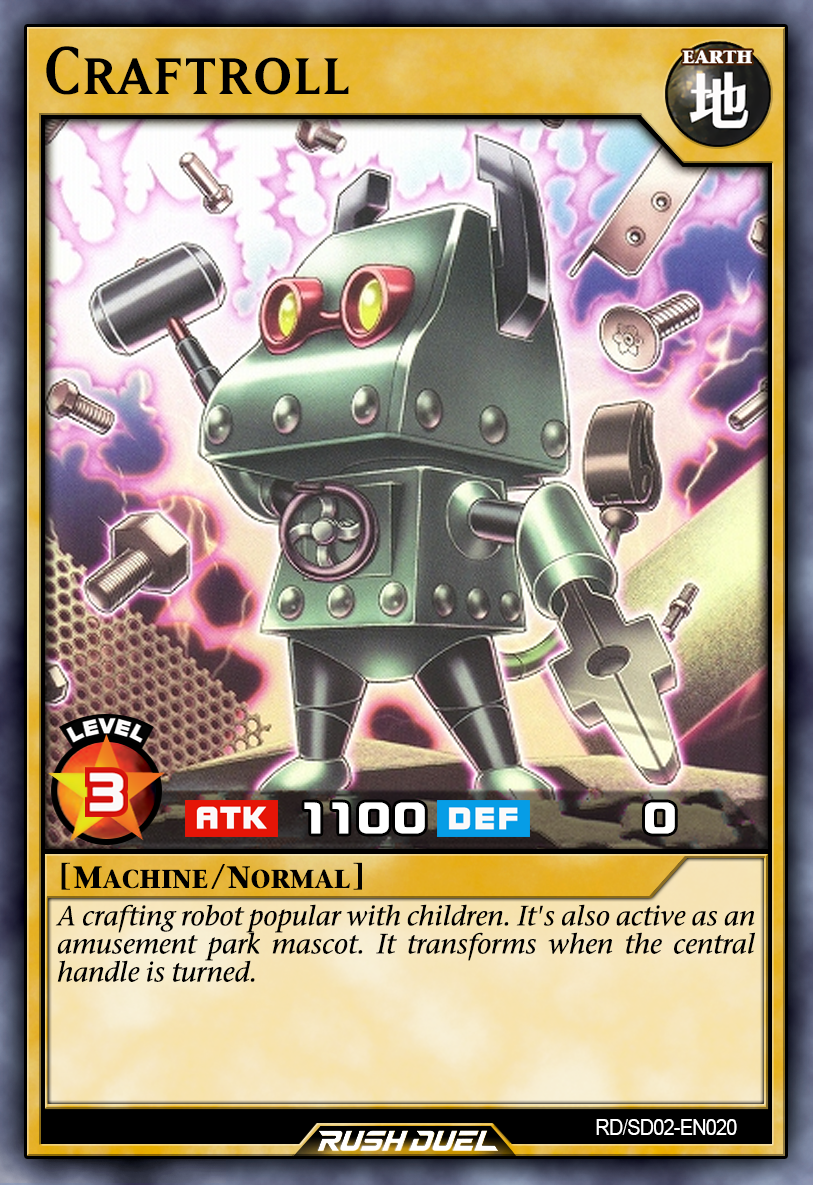 Craftroll
EARTH
地
LEVEL
3
ATK 1100 DEF 0
[Machine/Normal]
A crafting robot popular with children. It's also active as an
amusement park mascot. It transforms when the central
handle is turned.
RD/SD02-EN020
RUSH DUEL